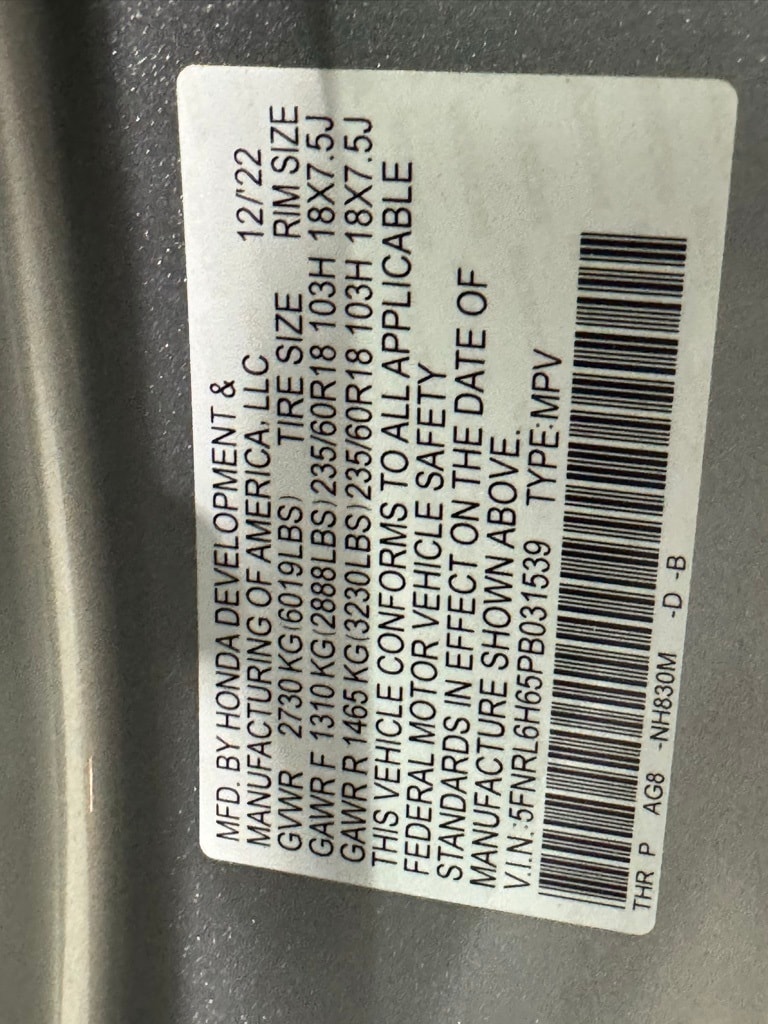 MFD. BY HONDA DEVELOPMENT &
MANUFACTURING OF AMERICA, LLC 12/'22
GVWR 2730 KG(6019LBS) TIRE SIZE RIM SIZE
GAWR F 1310 KG(2888LBS) 235/60R18 103H 18X7.5J
GAWR R 1465 KG(3230LBS) 235/60R18 103H 18X7.5J
THIS VEHICLE CONFORMS TO ALL APPLICABLE
FEDERAL MOTOR VEHICLE SAFETY
STANDARDS IN EFFECT ON THE DATE OF
MANUFACTURE SHOWN ABOVE.
V.I.N.:5FNRL6H65PB031539 TYPE:MPV
THR P AG8 -NH830M -D -B